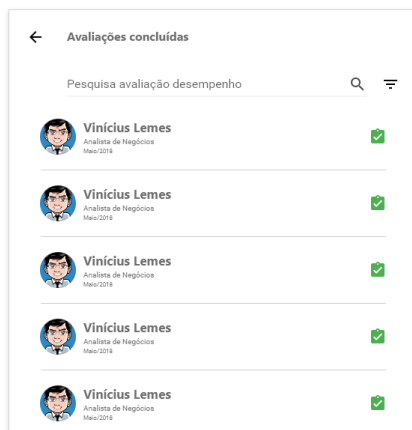 Avaliações concluídas
Pesquisa avaliação desempenho
Vinícius Lemes
Analista de Negócios
Maio/2018
Vinícius Lemes
Analista de Negócios
Maio/2018
Vinícius Lemes
Analista de Negócios
Maio/2018
Vinícius Lemes
Analista de Negócios
Maio/2018
Vinícius Lemes
Analista de Negócios
Maio/2018